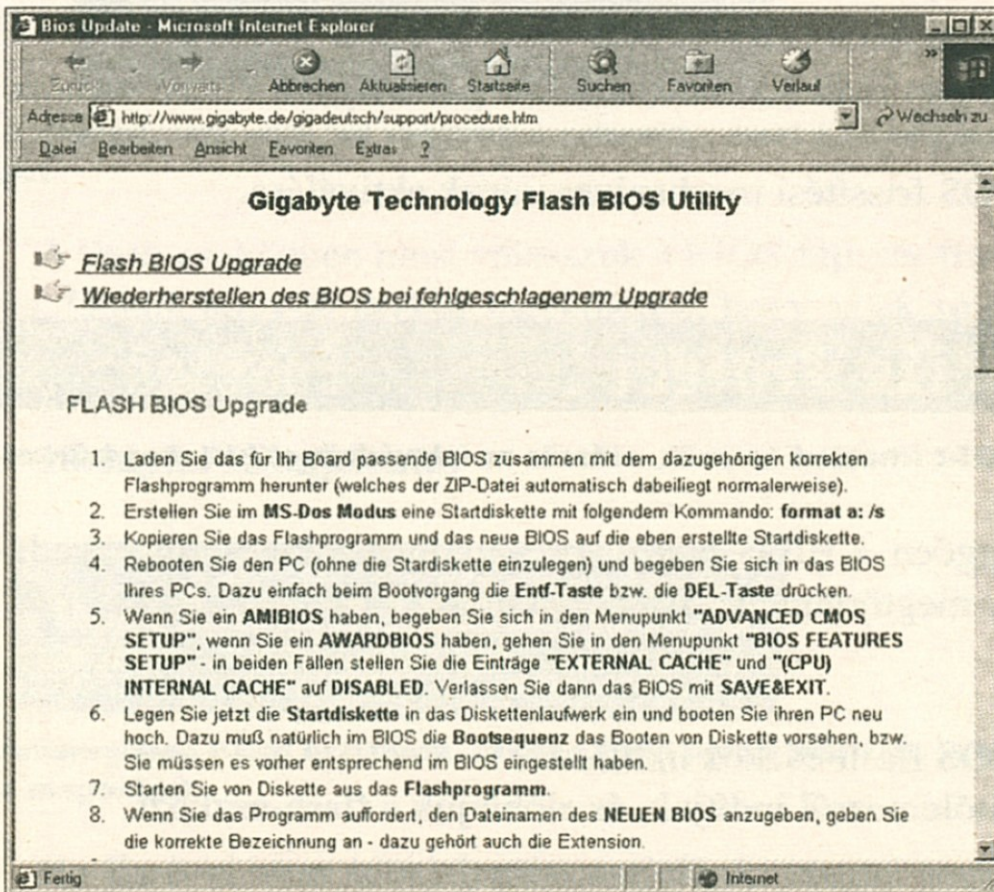 Bios Update - Microsoft Internet Explorer
Zurück Vorwärts Abbrechen Aktualisieren Startseite Suchen Favoriten Verlauf »
Adresse http://www.gigabyte.de/gigadeutsch/support/procedure.htm Wechseln zu
Datei Bearbeiten Ansicht Favoriten Extras ?
Gigabyte Technology Flash BIOS Utility
Flash BIOS Upgrade
Wiederherstellen des BIOS bei fehlgeschlagenem Upgrade
FLASH BIOS Upgrade
1. Laden Sie das für Ihr Board passende BIOS zusammen mit dem dazugehörigen korrekten
Flashprogramm herunter (welches der ZIP-Datei automatisch dabeiliegt normalerweise).
2. Erstellen Sie im MS-Dos Modus eine Startdiskette mit folgendem Kommando: format a: /s
3. Kopieren Sie das Flashprogramm und das neue BIOS auf die eben erstellte Startdiskette.
4. Rebooten Sie den PC (ohne die Stardiskette einzulegen) und begeben Sie sich in das BIOS
Ihres PCs. Dazu einfach beim Bootvorgang die Entf-Taste bzw. die DEL-Taste drücken.
5. Wenn Sie ein AMIBIOS haben, begeben Sie sich in den Menupunkt "ADVANCED CMOS
SETUP", wenn Sie ein AWARDBIOS haben, gehen Sie in den Menupunkt "BIOS FEATURES
SETUP" - in beiden Fällen stellen Sie die Einträge "EXTERNAL CACHE" und "(CPU)
INTERNAL CACHE" auf DISABLED. Verlassen Sie dann das BIOS mit SAVE&EXIT.
6. Legen Sie jetzt die Startdiskette in das Diskettenlaufwerk ein und booten Sie ihren PC neu
hoch. Dazu muß natürlich im BIOS die Bootsequenz das Booten von Diskette vorsehen, bzw.
Sie müssen es vorher entsprechend im BIOS eingestellt haben.
7. Starten Sie von Diskette aus das Flashprogramm.
8. Wenn Sie das Programm auffordert, den Dateinamen des NEUEN BIOS anzugeben, geben Sie
die korrekte Bezeichnung an - dazu gehört auch die Extension.
Fertig Internet